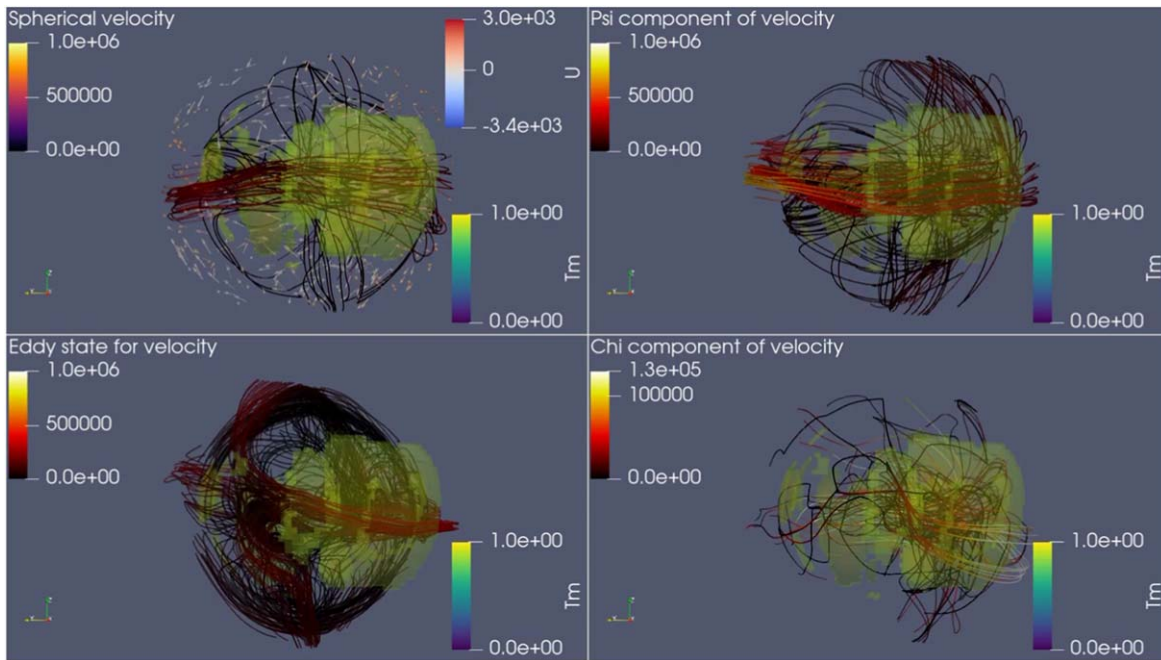 Spherical velocity
1.0e+06
500000
0.0e+00
3.0e+03
0
-3.4e+03
U
1.0e+00
0.0e+00
Tm
Psi component of velocity
1.0e+06
500000
0.0e+00
1.0e+00
0.0e+00
Tm
Eddy state for velocity
1.0e+06
500000
0.0e+00
1.0e+00
0.0e+00
Tm
Chi component of velocity
1.3e+05
100000
0.0e+00
1.0e+00
0.0e+00
Tm